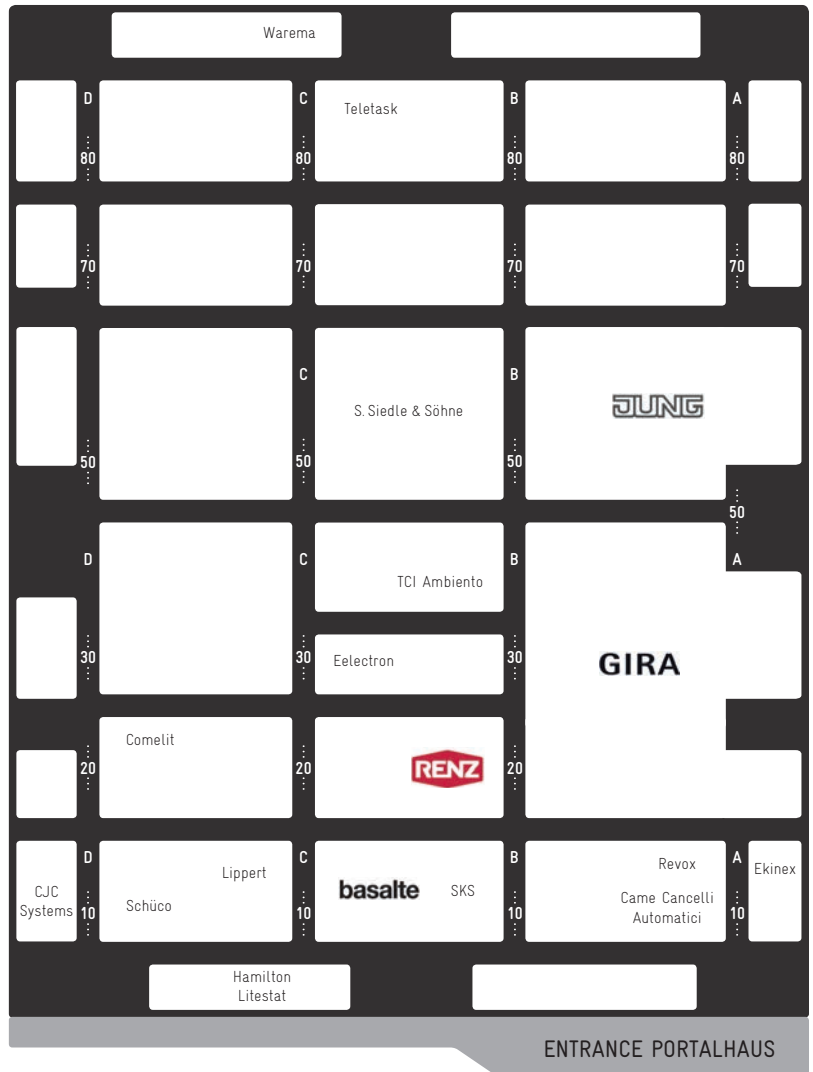 Warema
D C B A
Teletask
80 80 80 80
70 70 70 70
C B
JUNG
S. Siedle & Söhne
50 50 50
50
D C B A
TCI Ambiento
30 30 30
Eelectron
GIRA
Comelit
20 20 20
RENZ
D C B A
Revox
Ekinex
Lippert
CJC
Systems
basalte
SKS
Came Cancelli
Automatici
Schüco
10 10 10 10
Hamilton
Litestat
ENTRANCE PORTALHAUS